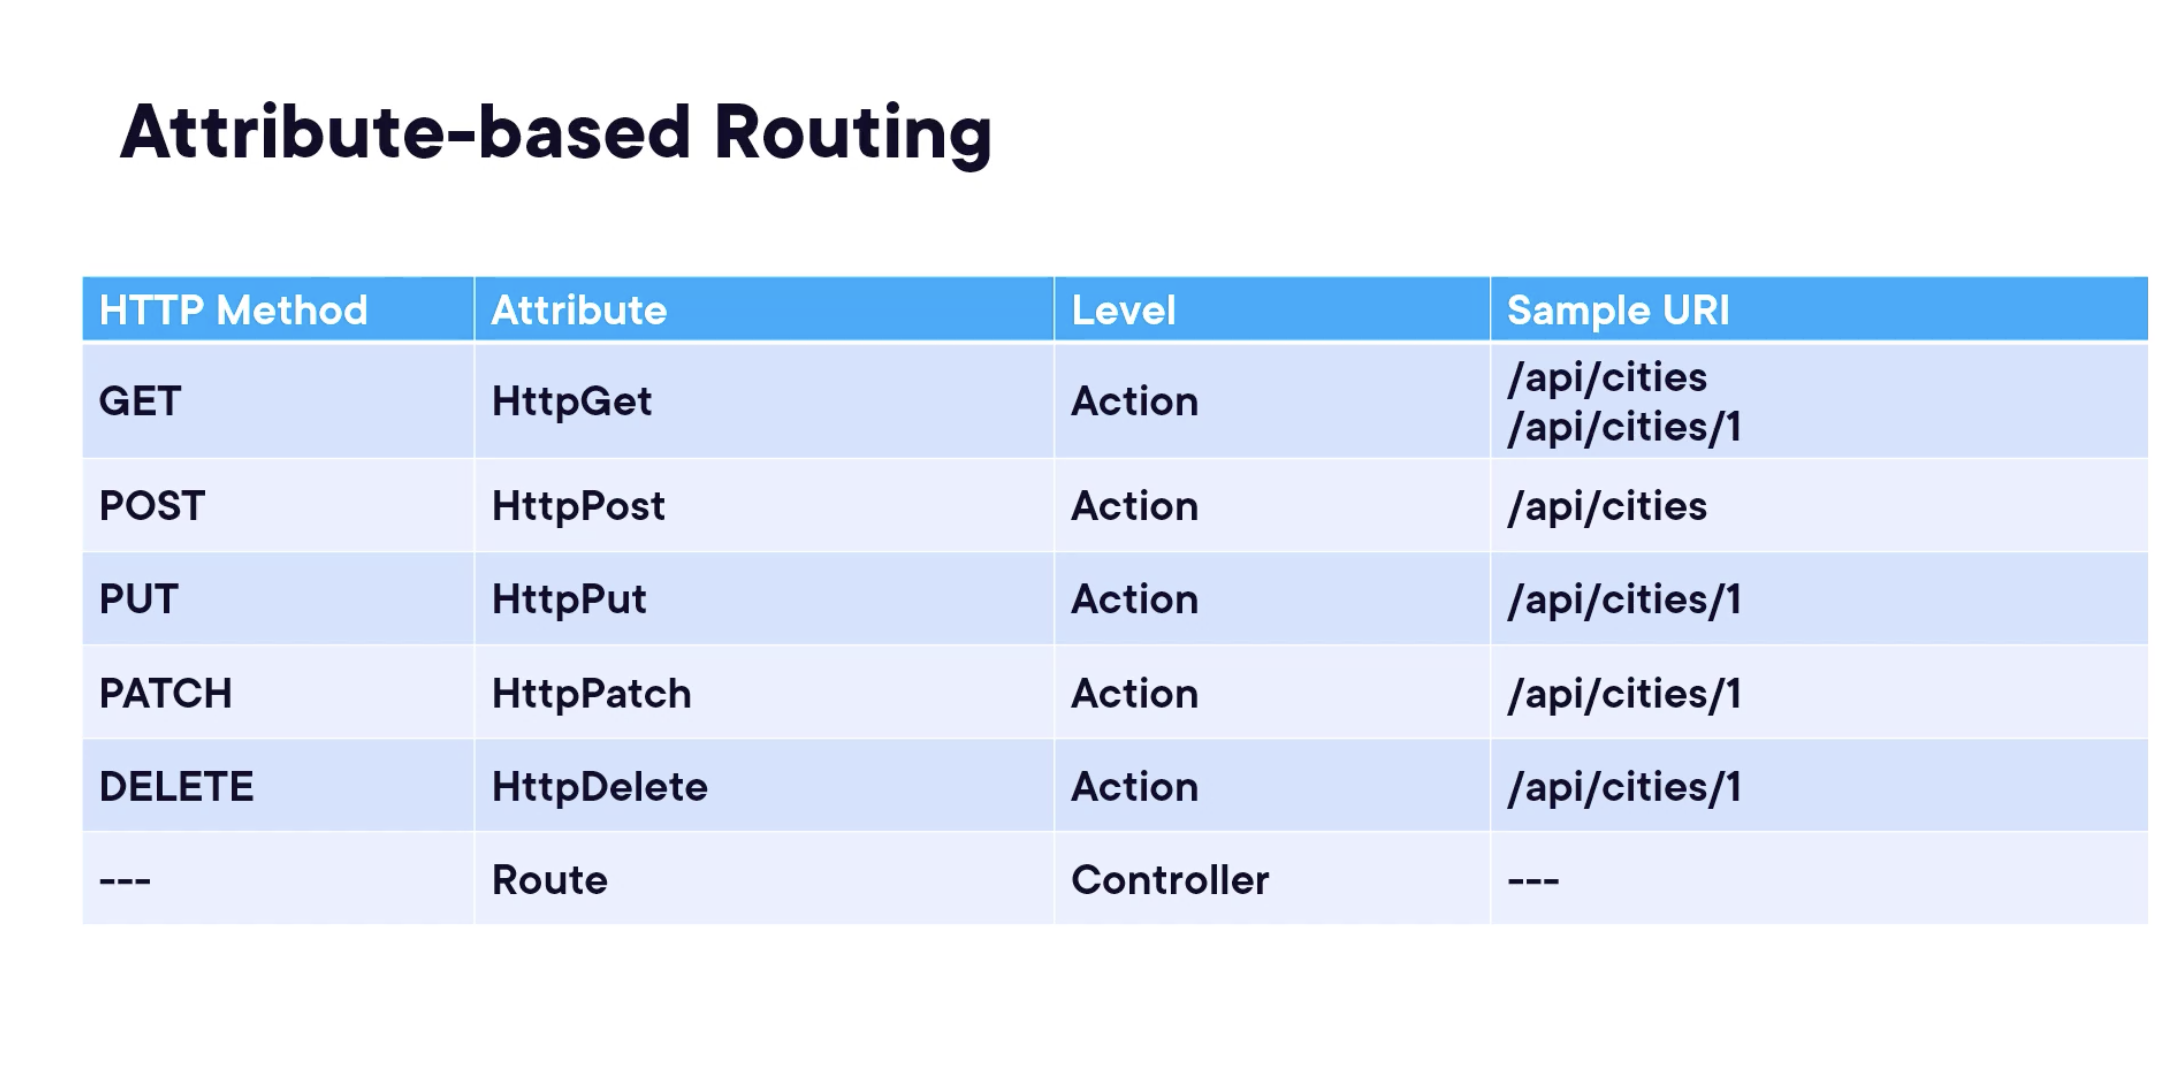 Attribute-based Routing
HTTP Method Attribute Level Sample URI
GET HttpGet Action /api/cities
/api/cities/1
POST HttpPost Action /api/cities
PUT HttpPut Action /api/cities/1
PATCH HttpPatch Action /api/cities/1
DELETE HttpDelete Action /api/cities/1
--- Route Controller ---